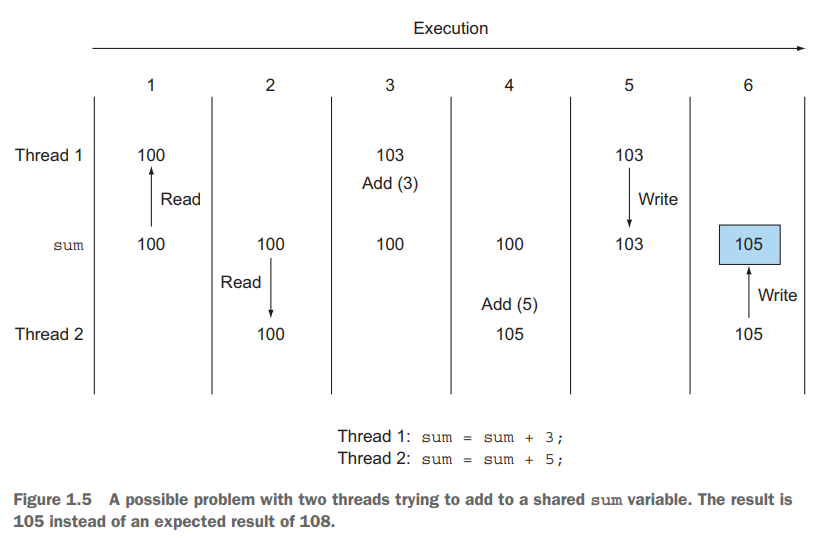 Execution
1 2 3 4 5 6
Thread 1 100 103 103
Add (3)
Read Write
sum 100 100 100 100 103 105
Read Write
Add (5)
Thread 2 100 105 105
Thread 1: sum = sum + 3;
Thread 2: sum = sum + 5;
Figure 1.5 A possible problem with two threads trying to add to a shared sum variable. The result is
105 instead of an expected result of 108.